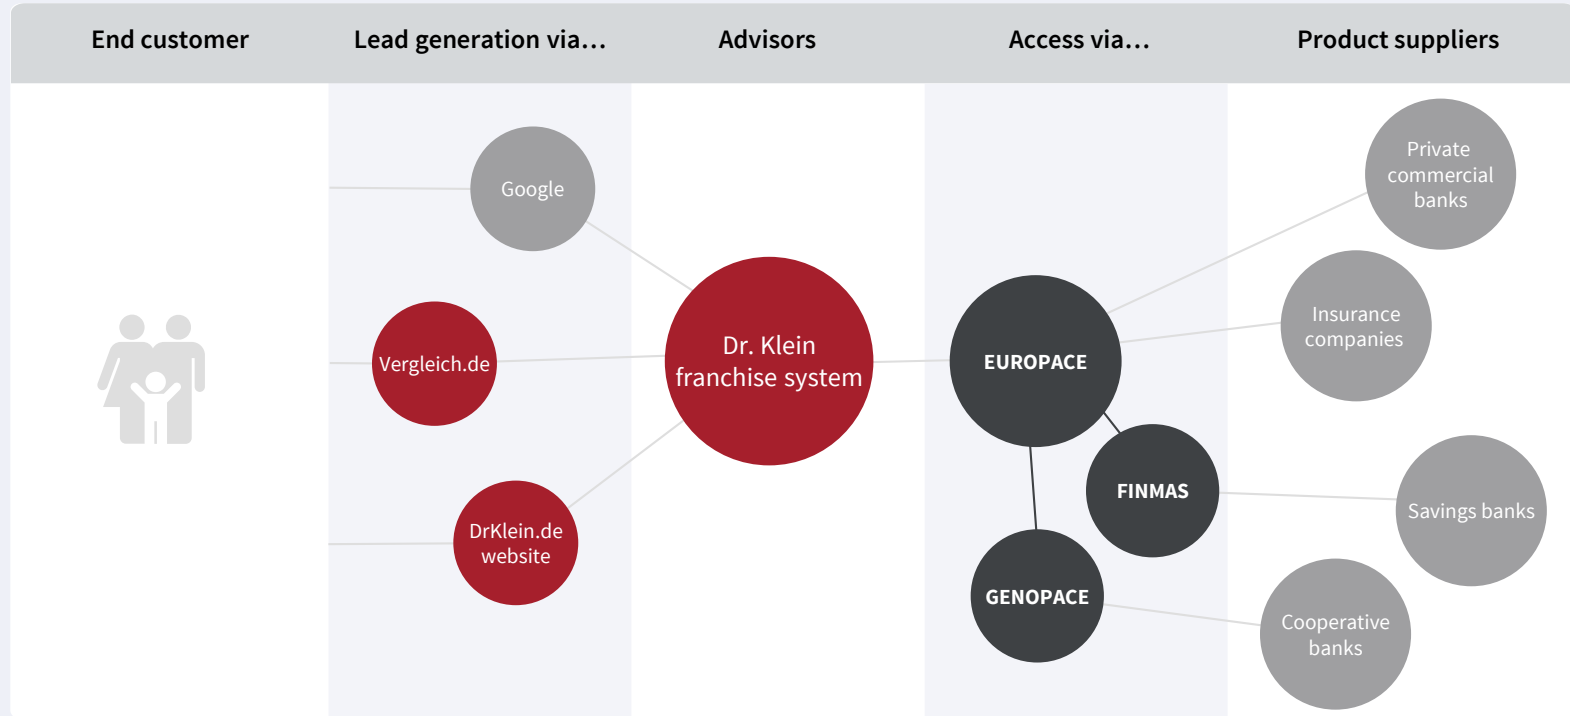 End customer
Lead generation via…
Advisors
Access via…
Product suppliers
Google
Vergleich.de
DrKlein.de
website
Dr. Klein
franchise system
EUROPACE
FINMAS
GENOPACE
Private
commercial
banks
Insurance
companies
Savings banks
Cooperative
banks